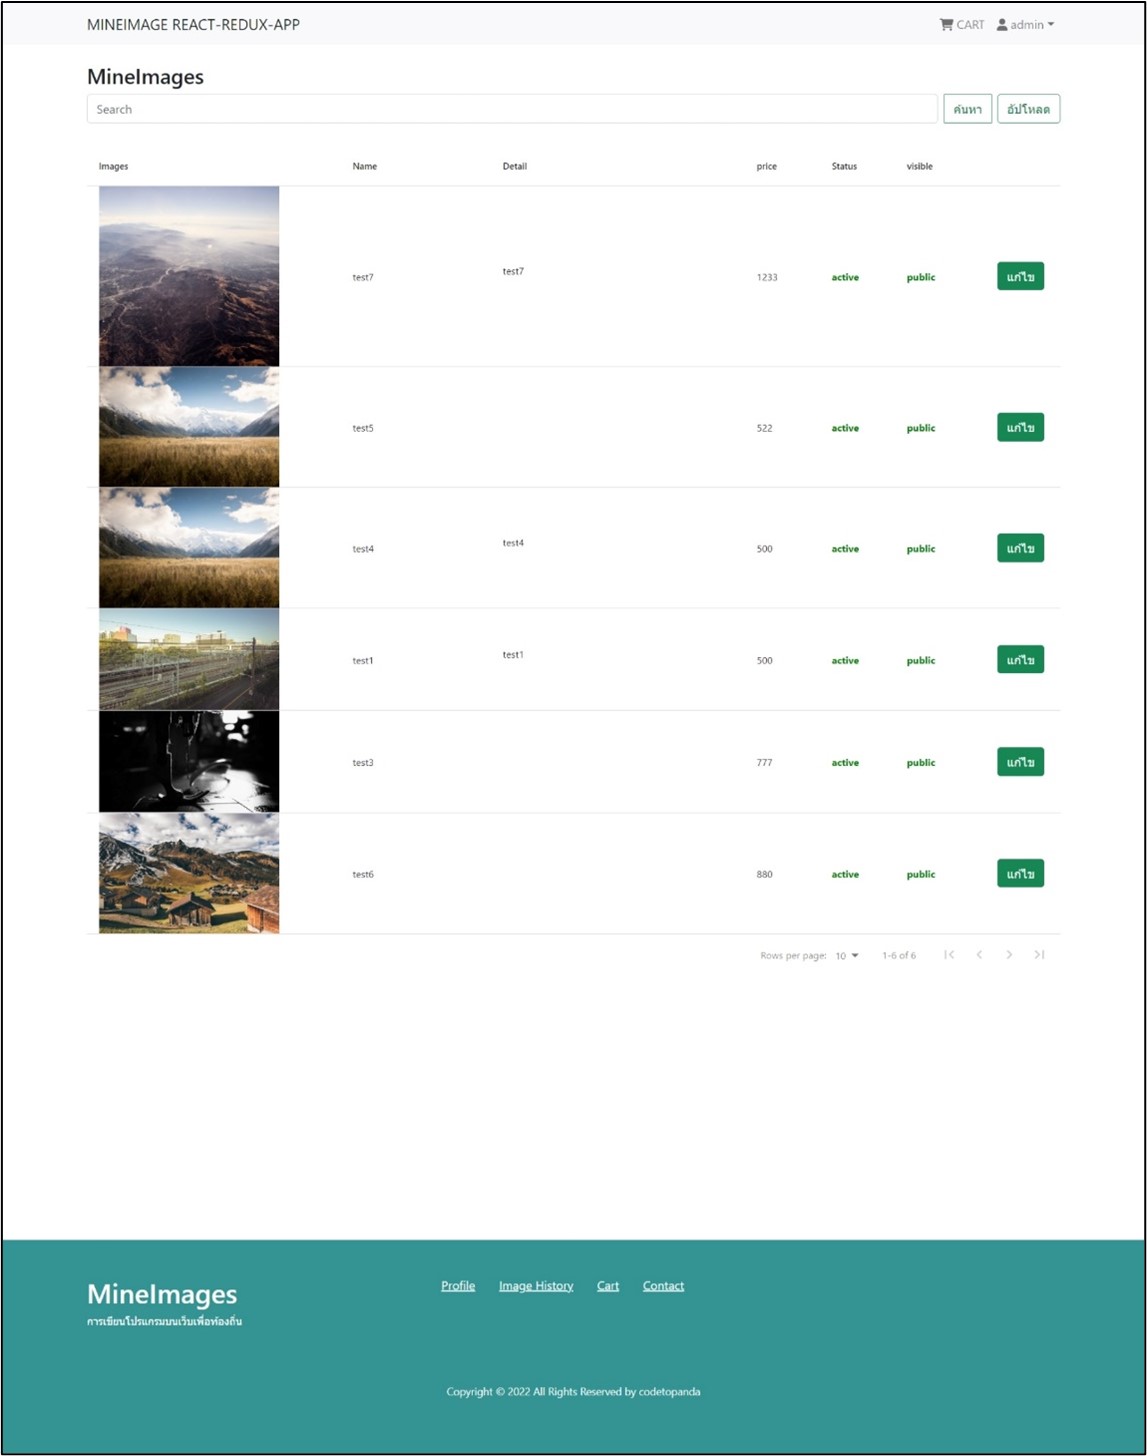 MINEIMAGE REACT-REDUX-APP CART admin
MineImages
Search ค้นหา อัปโหลด
Images Name Detail price Status visible
test7 test7 1233 active public แก้ไข
test5 522 active public แก้ไข
test4 test4 500 active public แก้ไข
test1 test1 500 active public แก้ไข
test3 777 active public แก้ไข
test6 880 active public แก้ไข
Rows per page: 10 1-6 of 6
MineImages Profile Image History Cart Contact
การเขียนโปรแกรมบนเว็บเพื่อท้องถิ่น
Copyright © 2022 All Rights Reserved by codetopanda